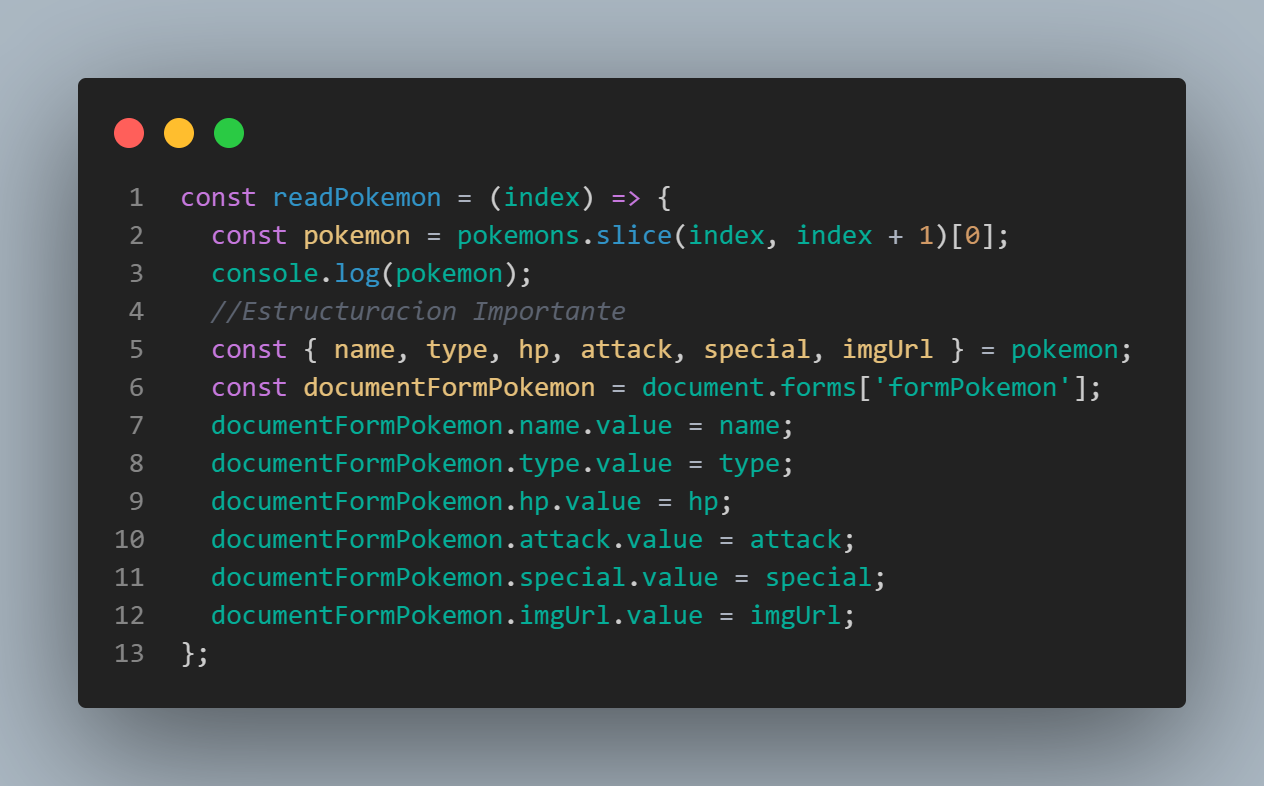 1 const readPokemon = (index) => {
2   const pokemon = pokemons.slice(index, index + 1)[0];
3   console.log(pokemon);
4   //Estructuracion Importante
5   const { name, type, hp, attack, special, imgUrl } = pokemon;
6   const documentFormPokemon = document.forms['formPokemon'];
7   documentFormPokemon.name.value = name;
8   documentFormPokemon.type.value = type;
9   documentFormPokemon.hp.value = hp;
10   documentFormPokemon.attack.value = attack;
11   documentFormPokemon.special.value = special;
12   documentFormPokemon.imgUrl.value = imgUrl;
13 };